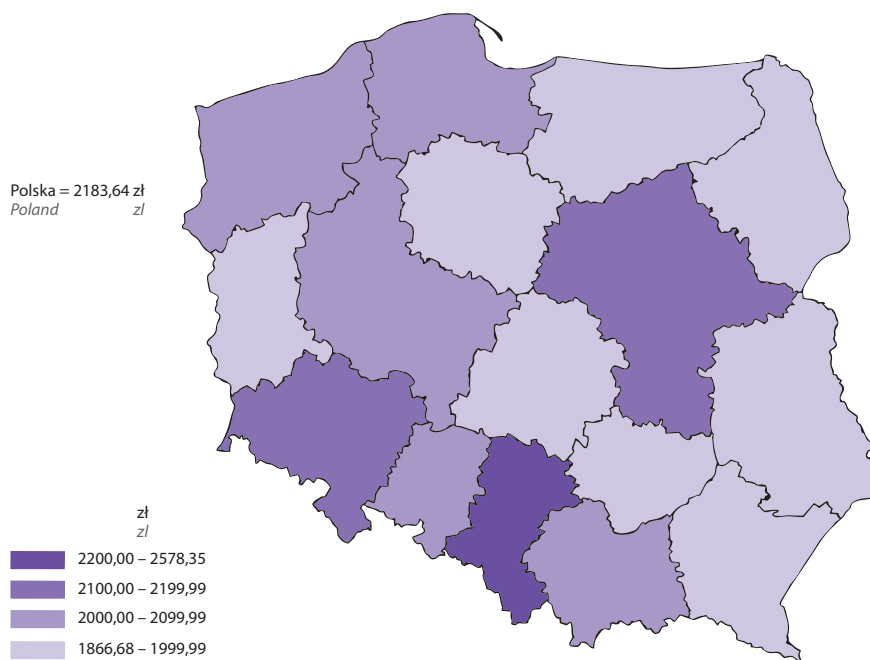 Polska = 2183,64 zł
Poland zl
zł
zl
2200,00 – 2578,35
2100,00 – 2199,99
2000,00 – 2099,99
1866,68 – 1999,99